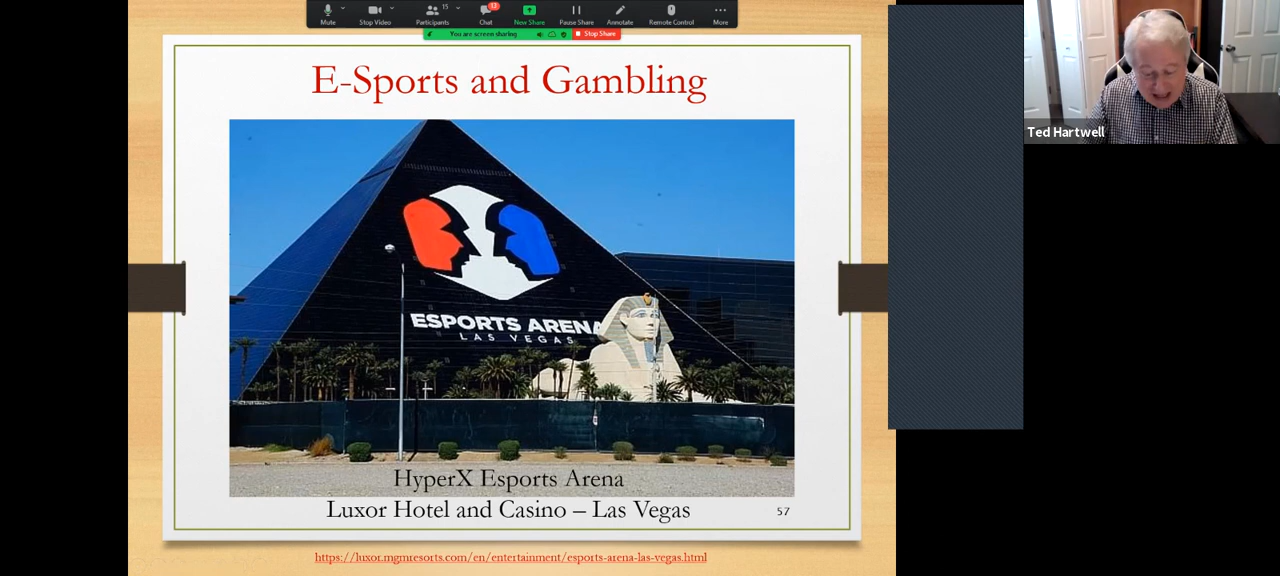 15
12
Mute
Stop Video
Participants
Chat
New Share
Pause Share
Annotate
Remote Control
More
You are screen sharing
Stop Share
E-Sports and Gambling
ESPORTS ARENA
LAS VEGAS
HyperX Esports Arena
Luxor Hotel and Casino – Las Vegas
57
https://luxor.mgmresorts.com/en/entertainment/esports-arena-las-vegas.html
Ted Hartwell